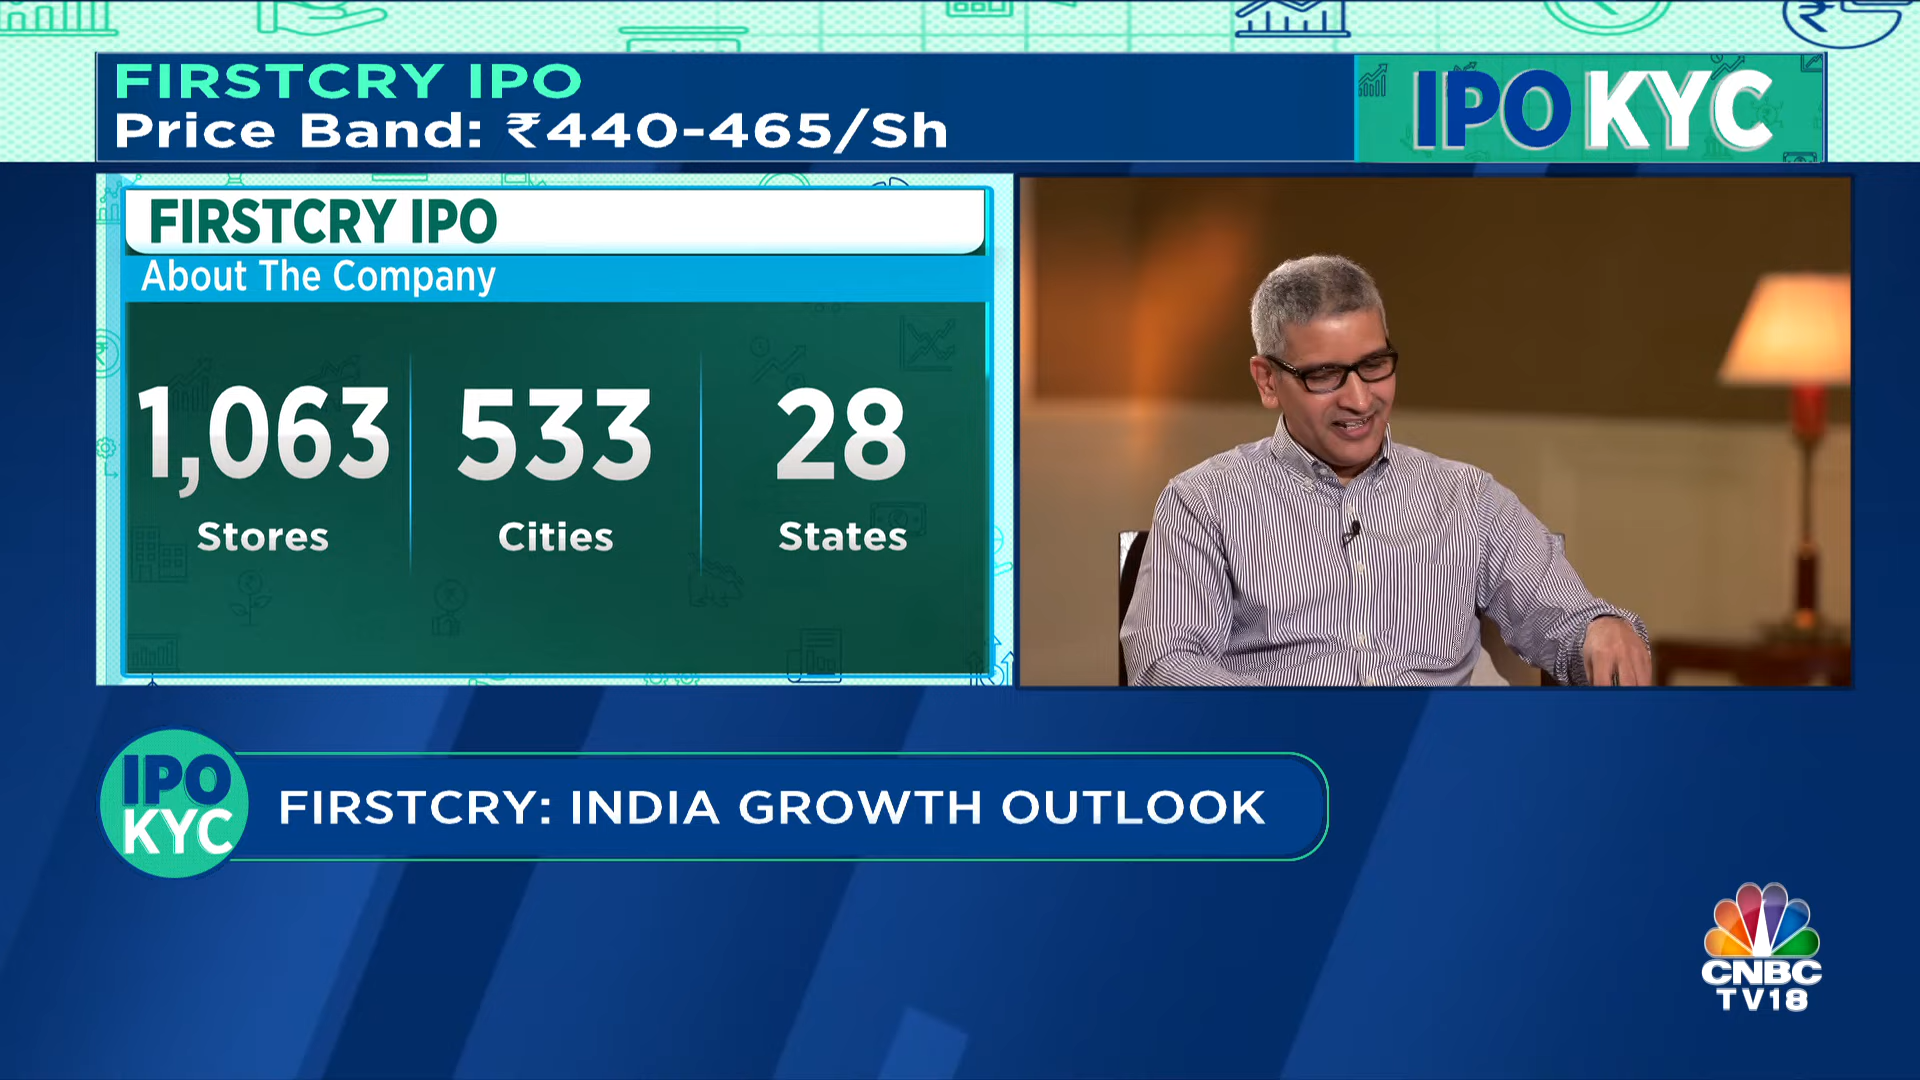 FIRSTCRY IPO
Price Band: ₹440-465/Sh
IPO KYC
FIRSTCRY IPO
About The Company
1,063
Stores
533
Cities
28
States
IPO
KYC
FIRSTCRY: INDIA GROWTH OUTLOOK
CNBC
TV18